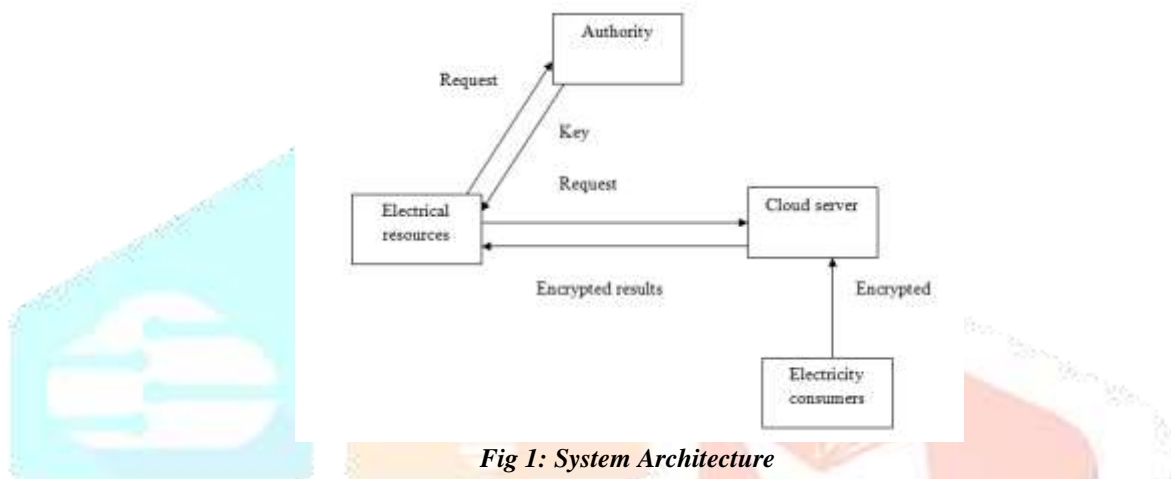 Authority
Request
Key
Request
Electrical
resources
Cloud server
Encrypted results
Encrypted
Electricity
consumers
Fig 1: System Architecture